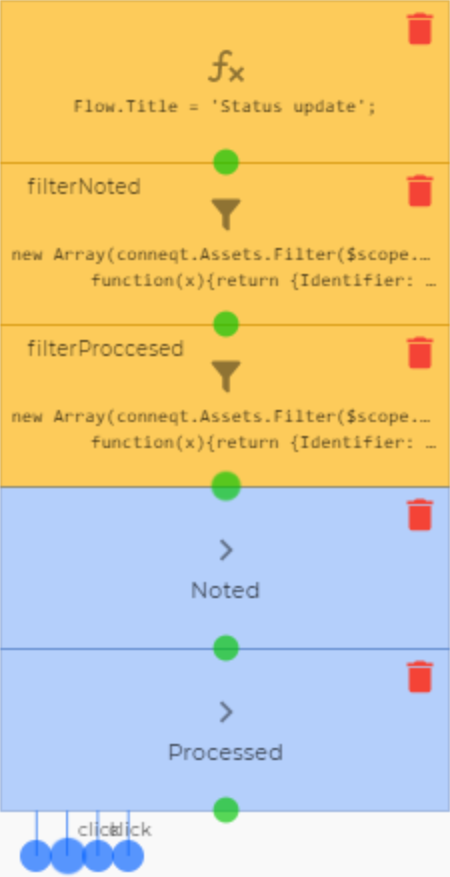 fx
Flow.Title = 'Status update';
filterNoted
new Array(conneqt.Assets.Filter($scope.…
function(x){return {Identifier: …
filterProccesed
new Array(conneqt.Assets.Filter($scope.…
function(x){return {Identifier: …
Noted
Processed
click click